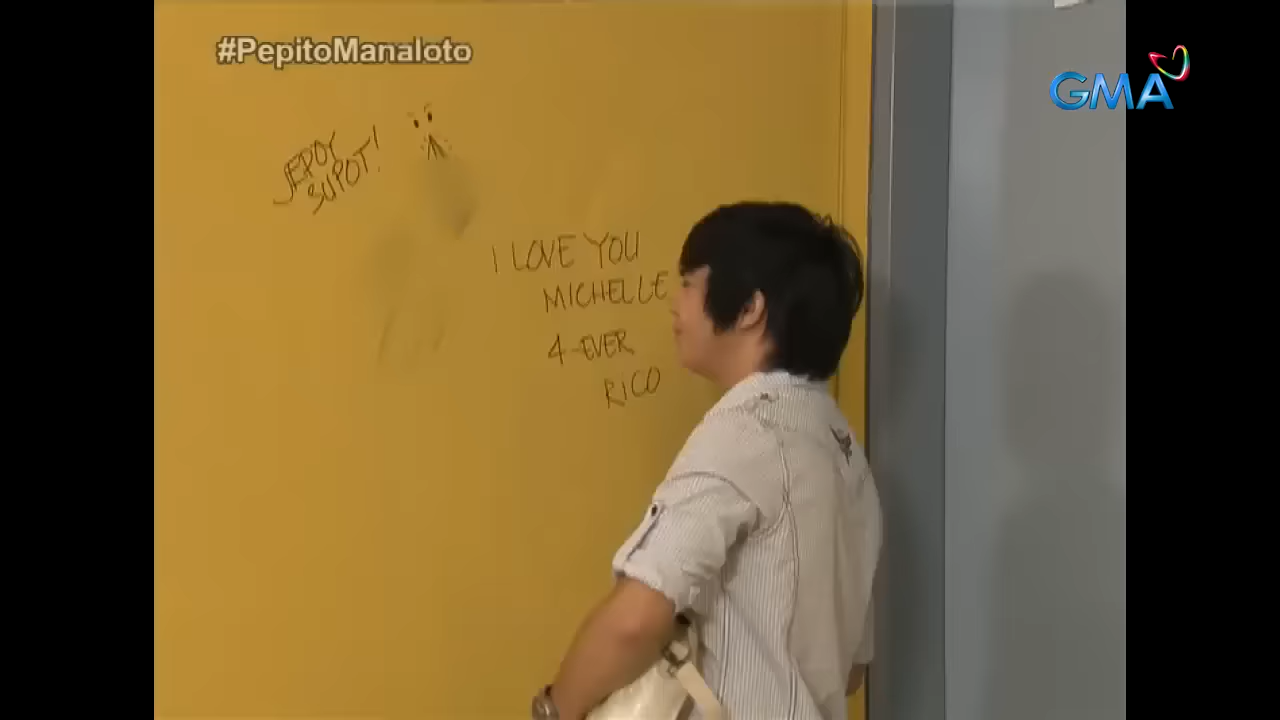 #PepitoManaloto
GMA
JEPOY
SUPOT!
I LOVE YOU
MICHELLE
4-EVER
RICO